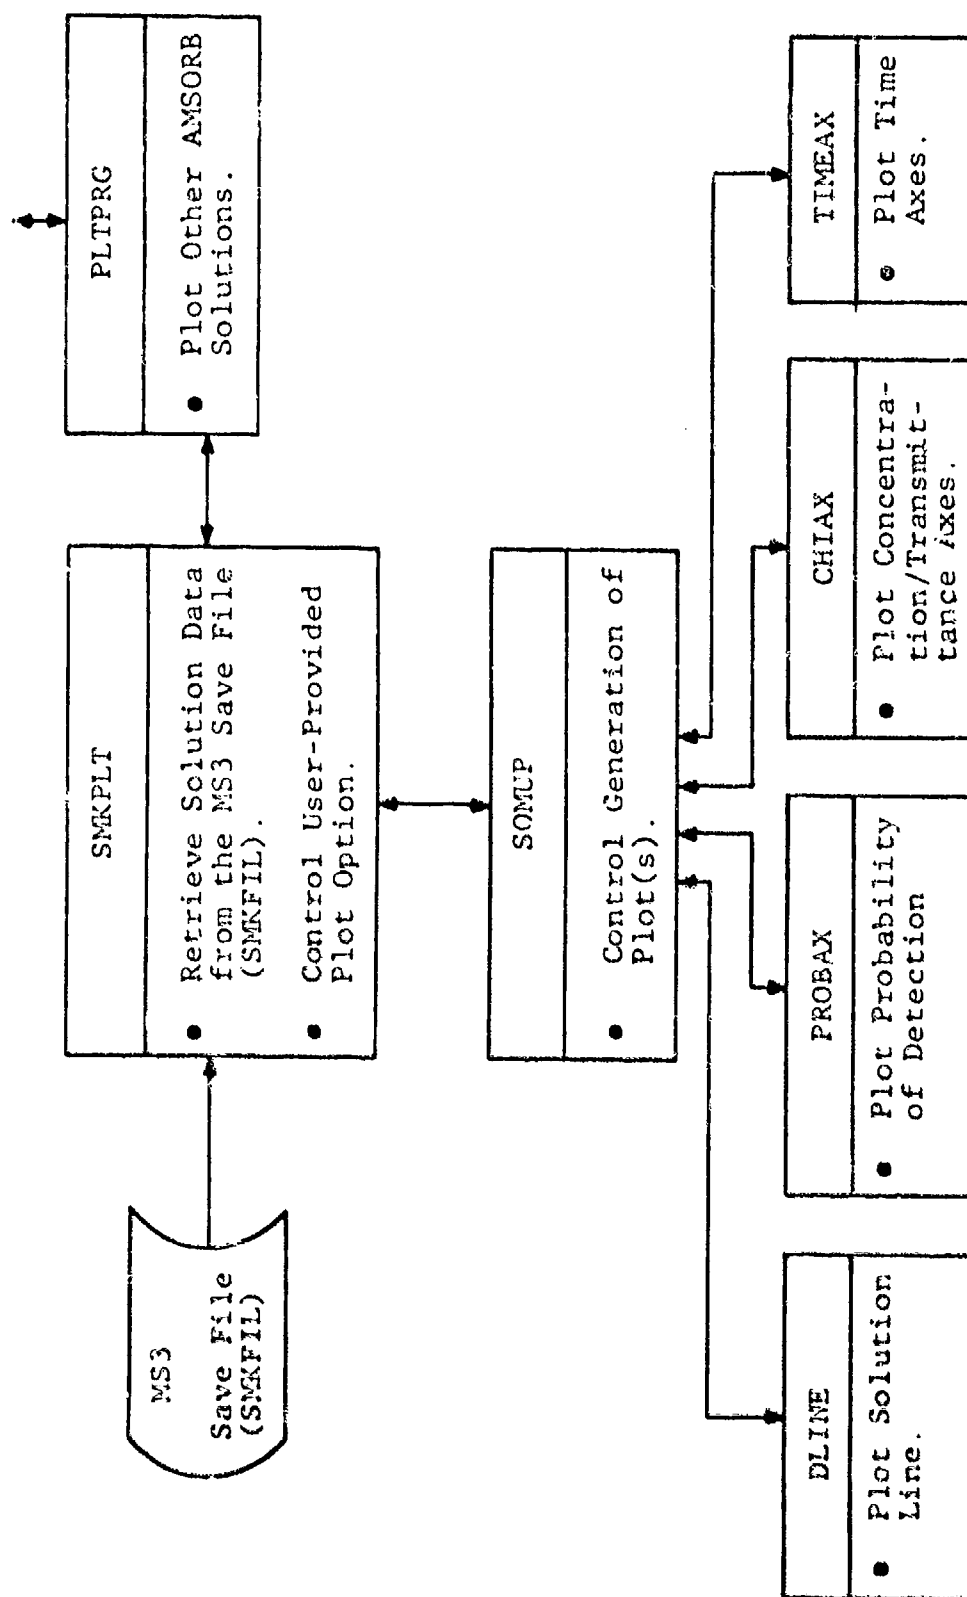 PLTPRG
● Plot Other AMSORB
Solutions.
SMKPLT
● Retrieve Solution Data
from the MS3 Save File
(SMKFIL).
● Control User-Provided
Plot Option.
MS3
Save File
(SMKFIL)
SOMUP
● Control Generation of
Plot(s).
DLINE
● Plot Solution
Line.
PROBAX
● Plot Probability
of Detection
CHIAX
● Plot Concentra-
tion/Transmit-
tance Axes.
TIMEAX
● Plot Time
Axes.